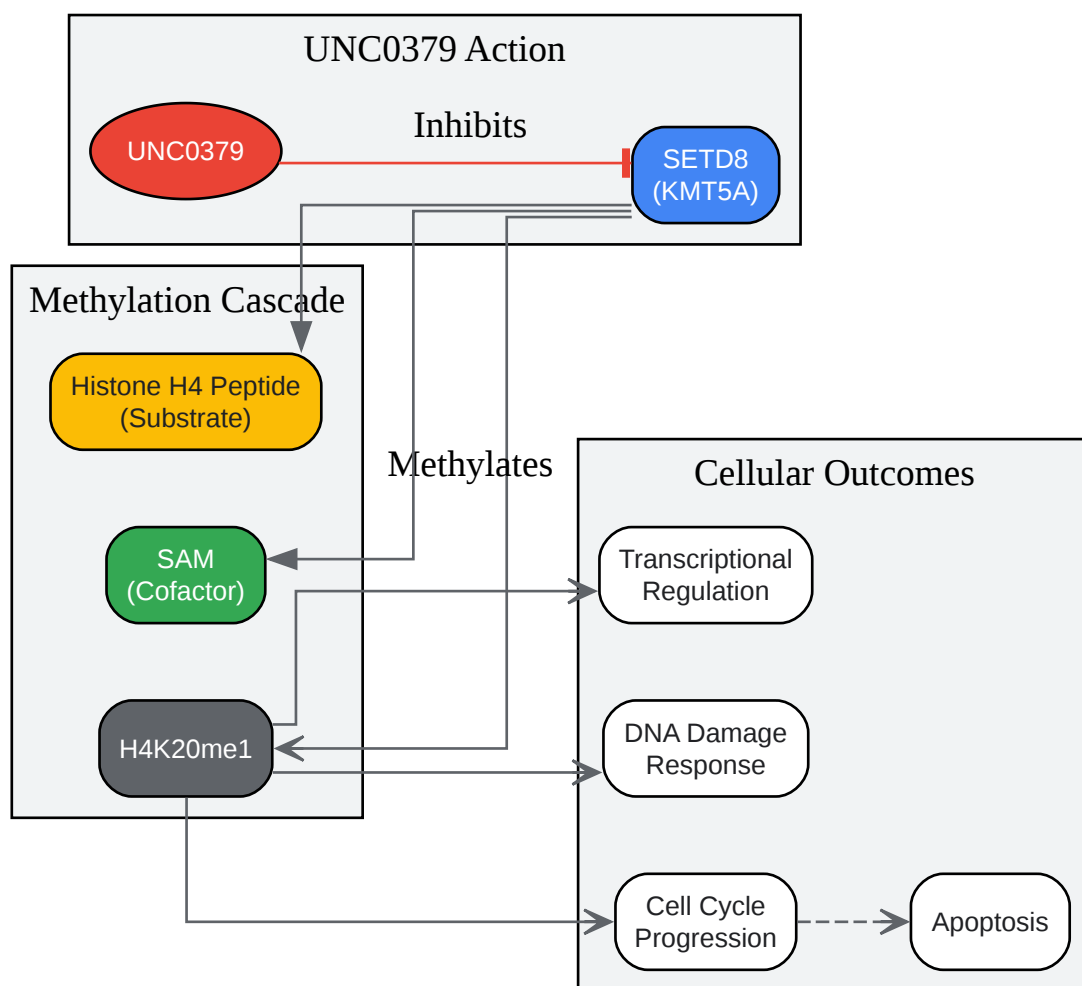 UNC0379 Action
UNC0379
Inhibits
SETD8
(KMT5A)
Methylation Cascade
Histone H4 Peptide
(Substrate)
Methylates
SAM
(Cofactor)
H4K20me1
Cellular Outcomes
Transcriptional
Regulation
DNA Damage
Response
Cell Cycle
Progression
Apoptosis